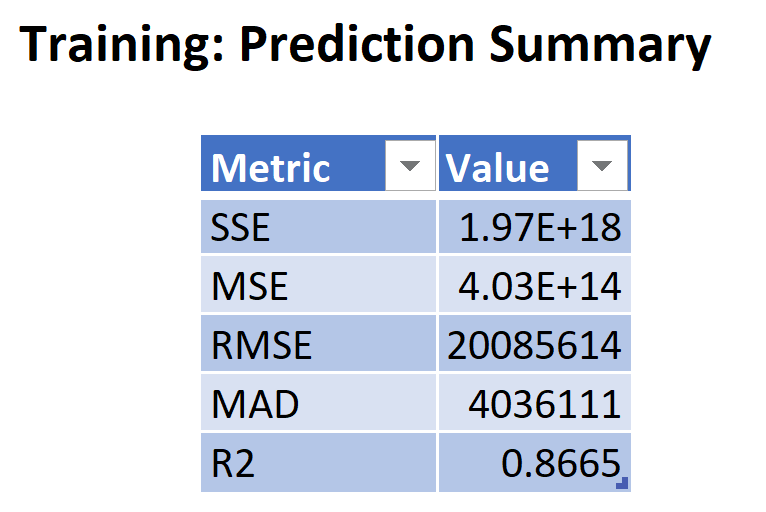 Training: Prediction Summary
Metric Value
SSE 1.97E+18
MSE 4.03E+14
RMSE 20085614
MAD 4036111
R2 0.8665